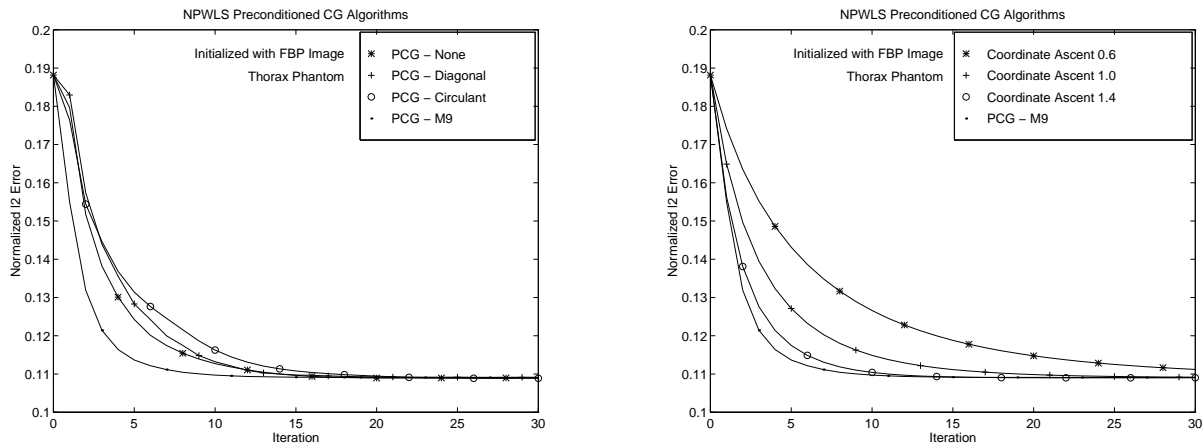 NPWLS Preconditioned CG Algorithms
0.2
0.19
0.18
0.17
0.16
0.15
0.14
0.13
0.12
0.11
0.1
Normalized l2 Error
Initialized with FBP Image
Thorax Phantom
PCG − None
PCG − Diagonal
PCG − Circulant
PCG − M9
0 5 10 15 20 25 30
Iteration
NPWLS Preconditioned CG Algorithms
0.2
0.19
0.18
0.17
0.16
0.15
0.14
0.13
0.12
0.11
0.1
Normalized l2 Error
Initialized with FBP Image
Thorax Phantom
Coordinate Ascent 0.6
Coordinate Ascent 1.0
Coordinate Ascent 1.4
PCG − M9
0 5 10 15 20 25 30
Iteration